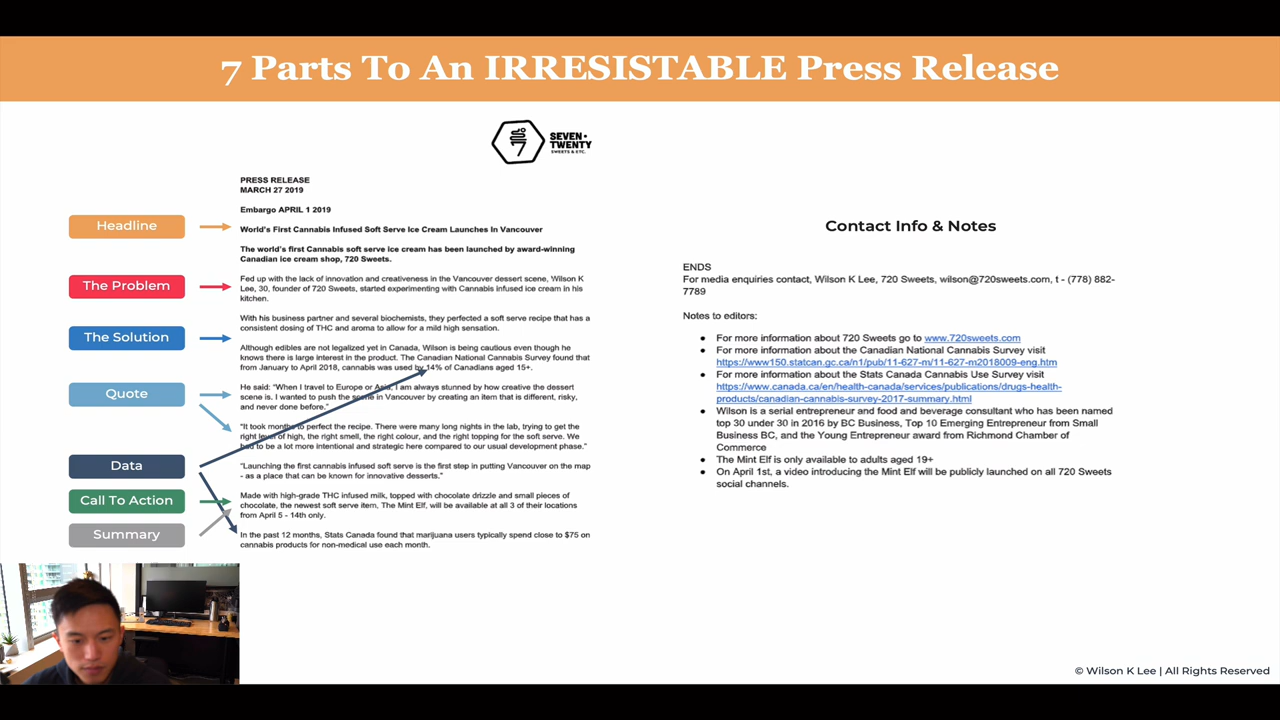 7 Parts To An IRRESISTABLE Press Release
SEVEN•
TWENTY
SWEETS & ETC.
PRESS RELEASE
MARCH 27 2019
Embargo APRIL 1 2019
Headline
World's First Cannabis Infused Soft Serve Ice Cream Launches In Vancouver
The world's first Cannabis soft serve ice cream has been launched by award-winning
Canadian ice cream shop, 720 Sweets.
The Problem
Fed up with the lack of innovation and creativeness in the Vancouver dessert scene, Wilson K
Lee, 30, founder of 720 Sweets, started experimenting with Cannabis infused ice cream in his
kitchen.
The Solution
With his business partner and several biochemists, they perfected a soft serve recipe that has a
consistent dosing of THC and aroma to allow for a mild high sensation.
Although edibles are not legalized yet in Canada, Wilson is being cautious even though he
knows there is large interest in the product. The Canadian National Cannabis Survey found that
from January to April 2018, cannabis was used by 14% of Canadians aged 15+.
Quote
He said: "When I travel to Europe or Asia, I am always stunned by how creative the dessert
scene is. I wanted to push the scene in Vancouver by creating an item that is different, risky,
and never done before."
"It took months to perfect the recipe. There were many long nights in the lab, trying to get the
right level of high, the right smell, the right colour, and the right topping for the soft serve. We
had to be a lot more intentional and strategic here compared to our usual development phase."
Data
"Launching the first cannabis infused soft serve is the first step in putting Vancouver on the map
- as a place that can be known for innovative desserts."
Call To Action
Made with high-grade THC infused milk, topped with chocolate drizzle and small pieces of
chocolate, the newest soft serve item, The Mint Elf, will be available at all 3 of their locations
from April 5 - 14th only.
Summary
In the past 12 months, Stats Canada found that marijuana users typically spend close to $75 on
cannabis products for non-medical use each month.
Contact Info & Notes
ENDS
For media enquiries contact, Wilson K Lee, 720 Sweets, wilson@720sweets.com, t - (778) 882-
7789
Notes to editors:
● For more information about 720 Sweets go to www.720sweets.com
● For more information about the Canadian National Cannabis Survey visit
https://www150.statcan.gc.ca/n1/pub/11-627-m/11-627-m2018009-eng.htm
● For more information about the Stats Canada Cannabis Use Survey visit
https://www.canada.ca/en/health-canada/services/publications/drugs-health-
products/canadian-cannabis-survey-2017-summary.html
● Wilson is a serial entrepreneur and food and beverage consultant who has been named
top 30 under 30 in 2016 by BC Business, Top 10 Emerging Entrepreneur from Small
Business BC, and the Young Entrepreneur award from Richmond Chamber of
Commerce
● The Mint Elf is only available to adults aged 19+
● On April 1st, a video introducing the Mint Elf will be publicly launched on all 720 Sweets
social channels.
© Wilson K Lee | All Rights Reserved